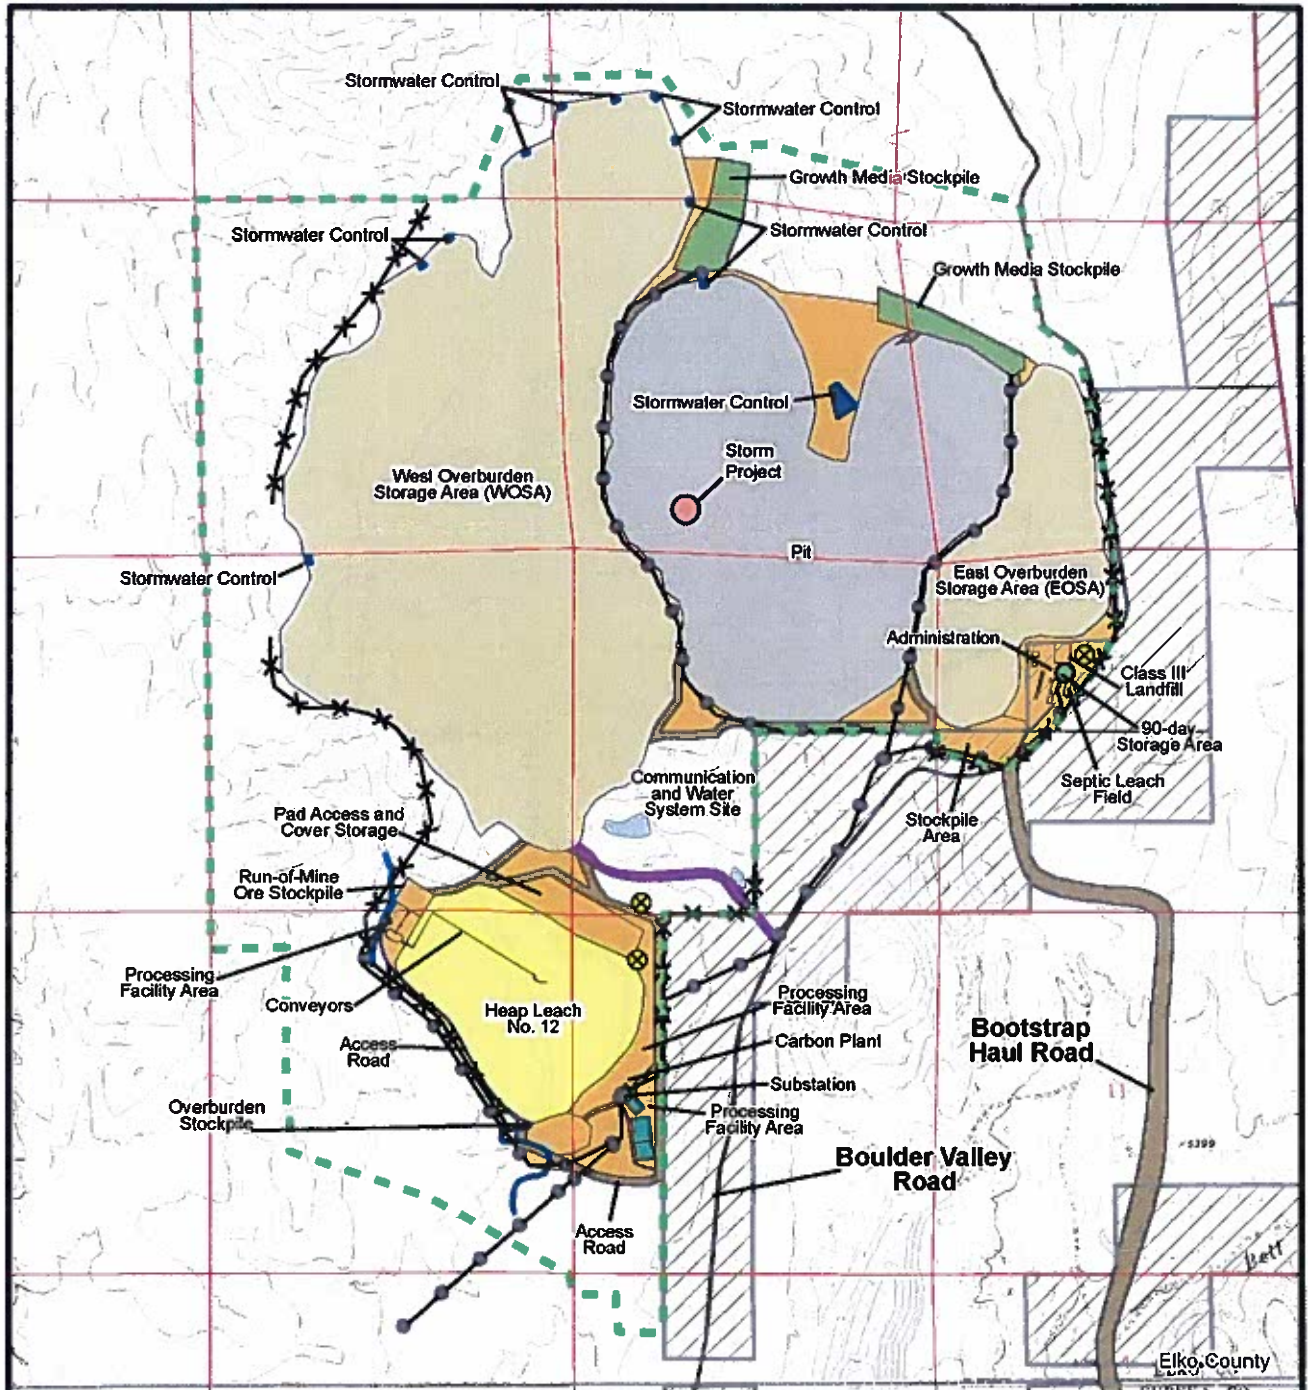 Stormwater Control
Stormwater Control
Growth Media Stockpile
Stormwater Control
Stormwater Control
Growth Media Stockpile
Stormwater Control
Storm
Project
West Overburden
Storage Area (WOSA)
Pit
Stormwater Control
East Overburden
Storage Area (EOSA)
Administration
Class III
Landfill
90-day
Storage Area
Septic Leach
Field
Communication
and Water
System Site
Stockpile
Area
Pad Access and
Cover Storage
Run-of-Mine
Ore Stockpile
Processing
Facility Area
Conveyors
Heap Leach
No. 12
Processing
Facility Area
Bootstrap
Haul Road
Access
Road
Carbon Plant
Substation
Overburden
Stockpile
Processing
Facility Area
Boulder Valley
Road
5399
Access
Road
Elko County